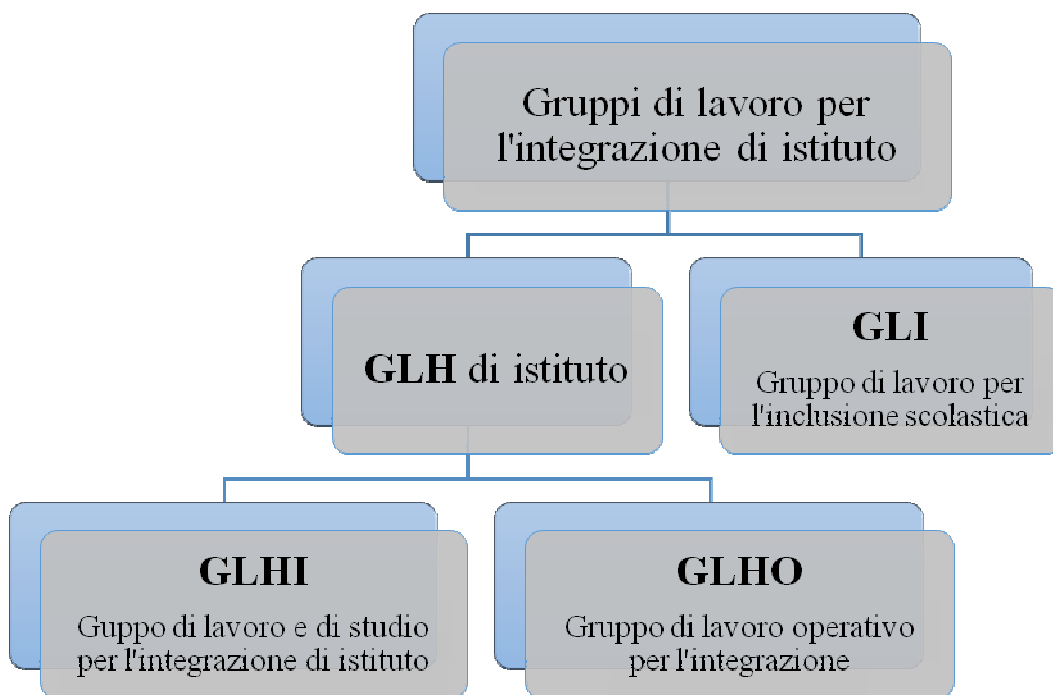 Gruppi di lavoro per
l'integrazione di istituto
GLH di istituto
GLI
Gruppo di lavoro per
l'inclusione scolastica
GLHI
Guppo di lavoro e di studio
per l'integrazione di istituto
GLHO
Gruppo di lavoro operativo
per l'integrazione